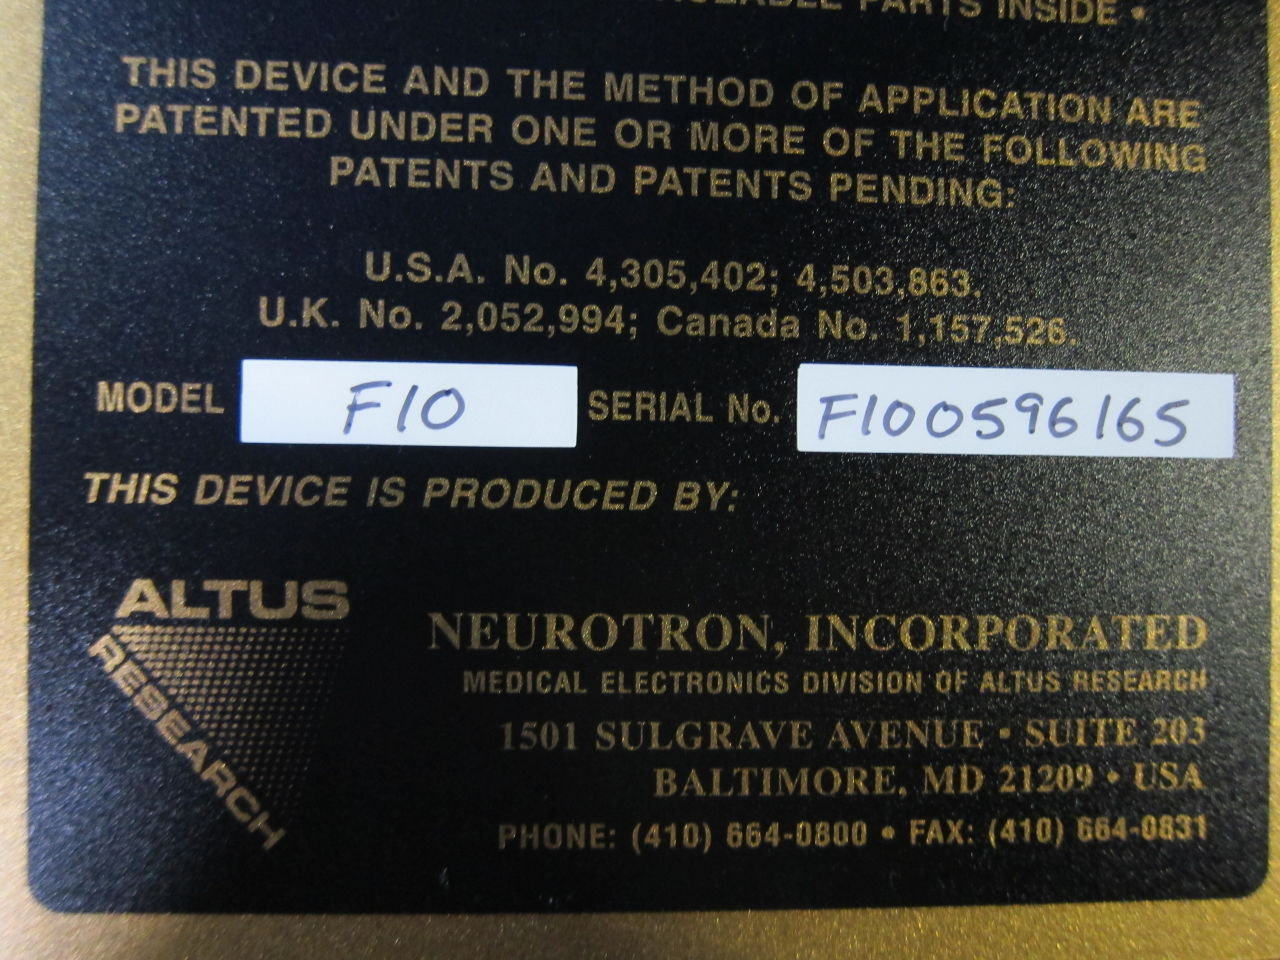 PARTS INSIDE •
THIS DEVICE AND THE METHOD OF APPLICATION ARE
PATENTED UNDER ONE OR MORE OF THE FOLLOWING
PATENTS AND PATENTS PENDING:
U.S.A. No. 4,305,402; 4,503,863.
U.K. No. 2,052,994; Canada No. 1,157,526.
MODEL F10 SERIAL No. F100596165
THIS DEVICE IS PRODUCED BY:
ALTUS
RESEARCH
NEUROTRON, INCORPORATED
MEDICAL ELECTRONICS DIVISION OF ALTUS RESEARCH
1501 SULGRAVE AVENUE • SUITE 203
BALTIMORE, MD 21209 • USA
PHONE: (410) 664-0800 • FAX: (410) 664-0831